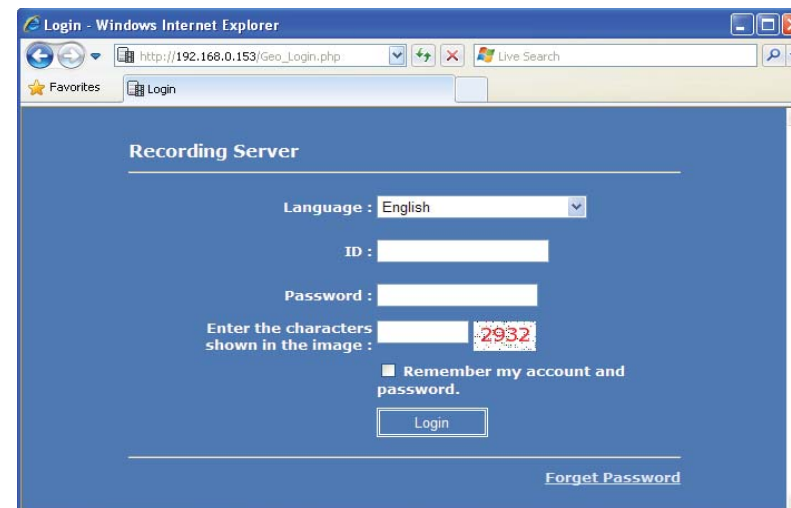 Login - Windows Internet Explorer
http://192.168.0.153/Geo_Login.php
Live Search
Favorites
Login
Recording Server
Language : English
ID :
Password :
Enter the characters
shown in the image :
2932
Remember my account and
password.
Login
Forget Password